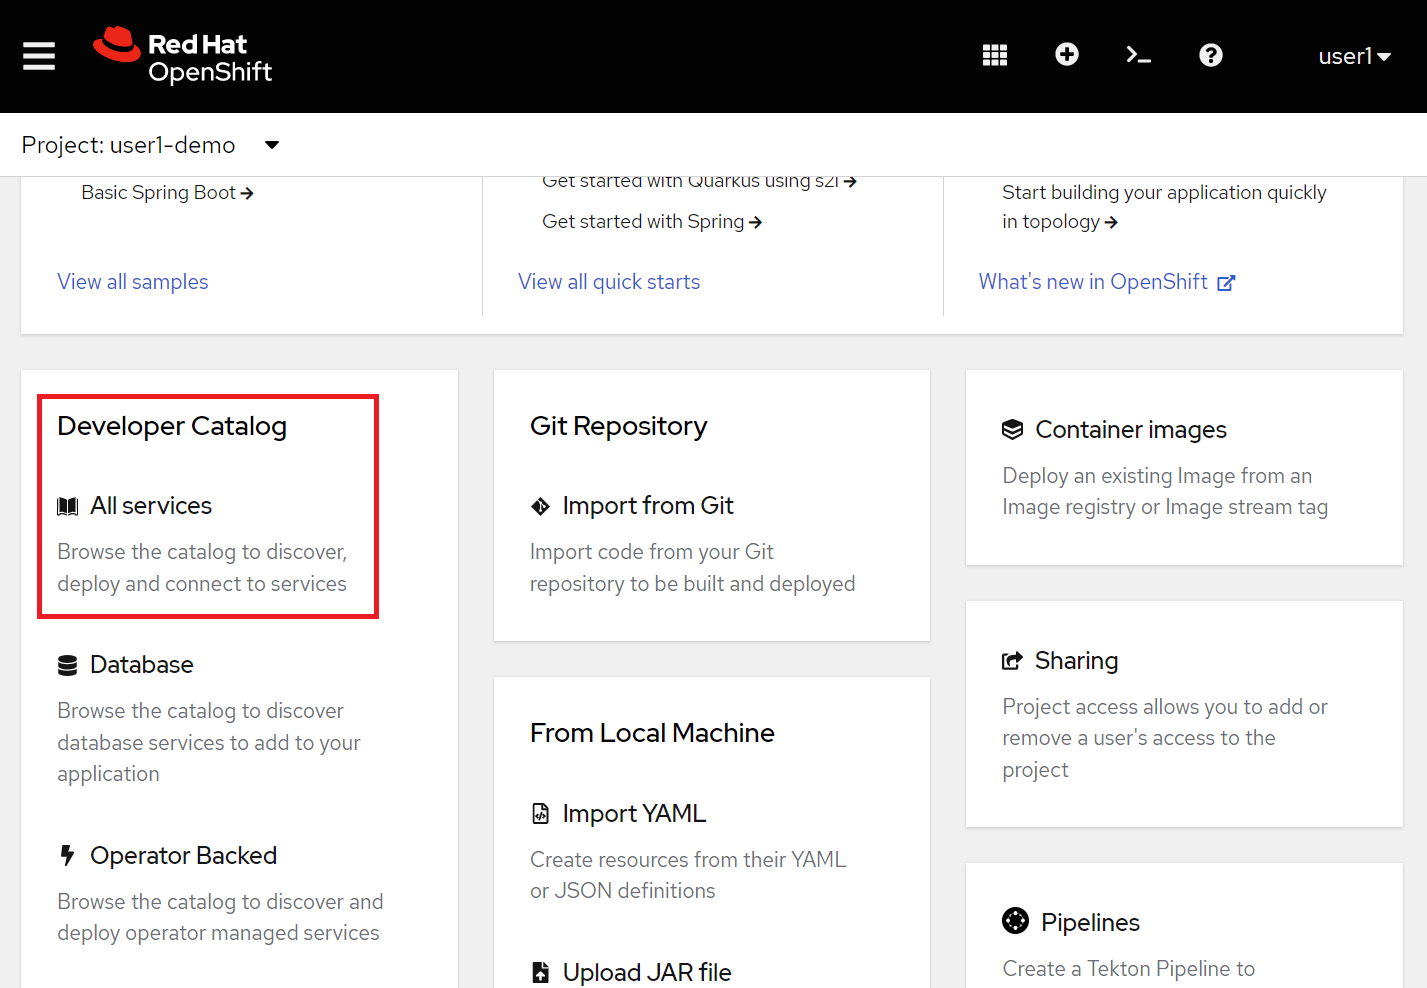 Red Hat
OpenShift
user1
Project: user1-demo
Basic Spring Boot
View all samples
Get started with Quarkus using s2i
Get started with Spring
View all quick starts
Start building your application quickly
in topology
What's new in OpenShift
Developer Catalog
All services
Browse the catalog to discover,
deploy and connect to services
Database
Browse the catalog to discover
database services to add to your
application
Operator Backed
Browse the catalog to discover and
deploy operator managed services
Git Repository
Import from Git
Import code from your Git
repository to be built and deployed
From Local Machine
Import YAML
Create resources from their YAML
or JSON definitions
Upload JAR file
Container images
Deploy an existing Image from an
Image registry or Image stream tag
Sharing
Project access allows you to add or
remove a user's access to the
project
Pipelines
Create a Tekton Pipeline to